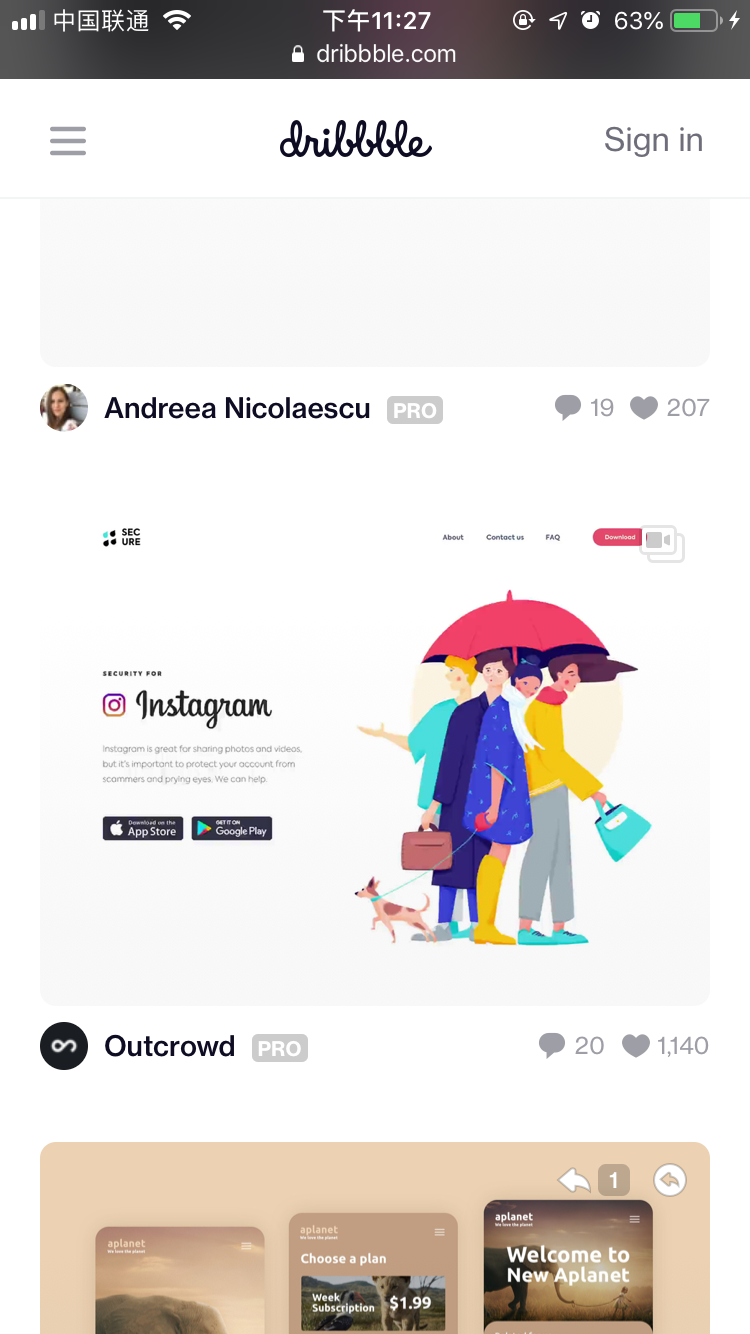 中国联通 下午11:27 63%
dribbble.com
dribbble Sign in
Andreea Nicolaescu PRO 19 207
SEC
URE
About Contact us FAQ Download
SECURITY FOR
Instagram
Instagram is great for sharing photos and videos,
but it's important to protect your account from
scammers and prying eyes. We can help.
Download on the
App Store
GET IT ON
Google Play
Outcrowd PRO 20 1,140
1
aplanet
We love the planet
aplanet
We love the planet
Choose a plan
Week
Subscription
$1.99
aplanet
We love the planet
Welcome to
New Aplanet